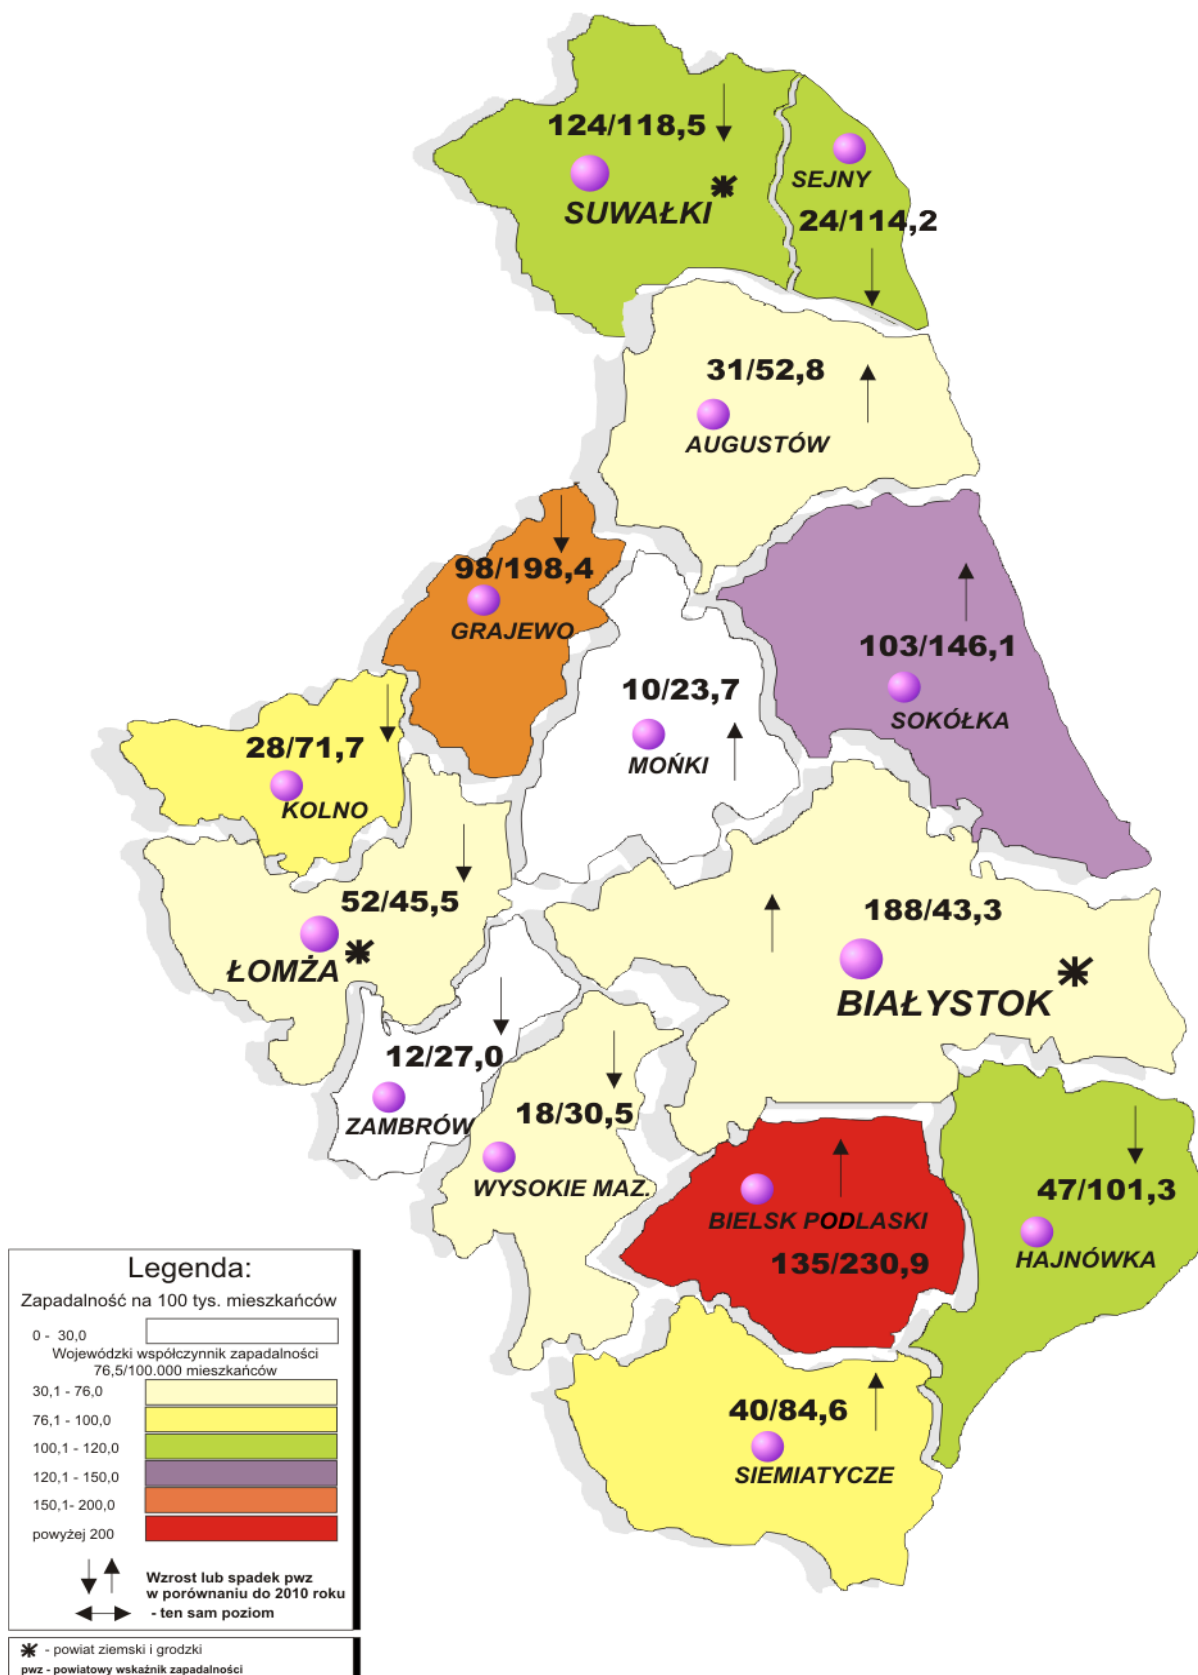 124/118,5
SUWAŁKI
SEJNY
24/114,2
31/52,8
AUGUSTÓW
98/198,4
GRAJEWO
103/146,1
SOKÓŁKA
10/23,7
MOŃKI
28/71,7
KOLNO
52/45,5
ŁOMŻA
188/43,3
BIAŁYSTOK
12/27,0
ZAMBRÓW
18/30,5
WYSOKIE MAZ.
BIELSK PODLASKI
135/230,9
47/101,3
HAJNÓWKA
40/84,6
SIEMIATYCZE
Legenda:
Zapadalność na 100 tys. mieszkańców
0 - 30,0
Wojewódzki współczynnik zapadalności
76,5/100.000 mieszkańców
30,1 - 76,0
76,1 - 100,0
100,1 - 120,0
120,1 - 150,0
150,1- 200,0
powyżej 200
Wzrost lub spadek pwz
w porównaniu do 2010 roku
- ten sam poziom
- powiat ziemski i grodzki
pwz - powiatowy wskaźnik zapadalności